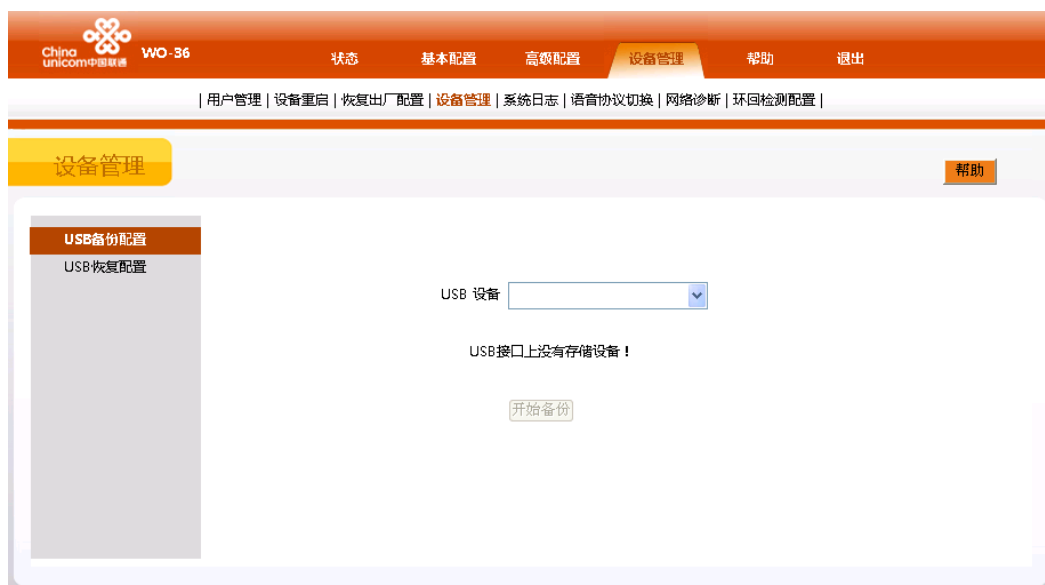 China
unicom中国联通
WO-36
状态 基本配置 高级配置 设备管理 帮助 退出
| 用户管理 | 设备重启 | 恢复出厂配置 | 设备管理 | 系统日志 | 语音协议切换 | 网络诊断 | 环回检测配置 |
设备管理
帮助
USB备份配置
USB恢复配置
USB 设备
USB接口上没有存储设备！
开始备份